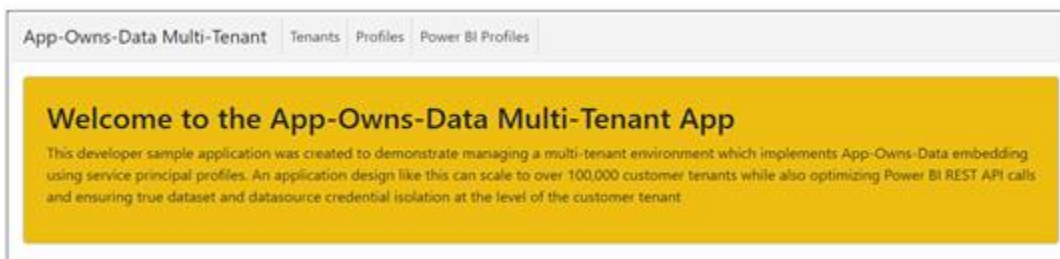 App-Owns-Data Multi-Tenant Tenants Profiles Power BI Profiles
Welcome to the App-Owns-Data Multi-Tenant App
This developer sample application was created to demonstrate managing a multi-tenant environment which implements App-Owns-Data embedding
using service principal profiles. An application design like this can scale to over 100,000 customer tenants while also optimizing Power BI REST API calls
and ensuring true dataset and datasource credential isolation at the level of the customer tenant